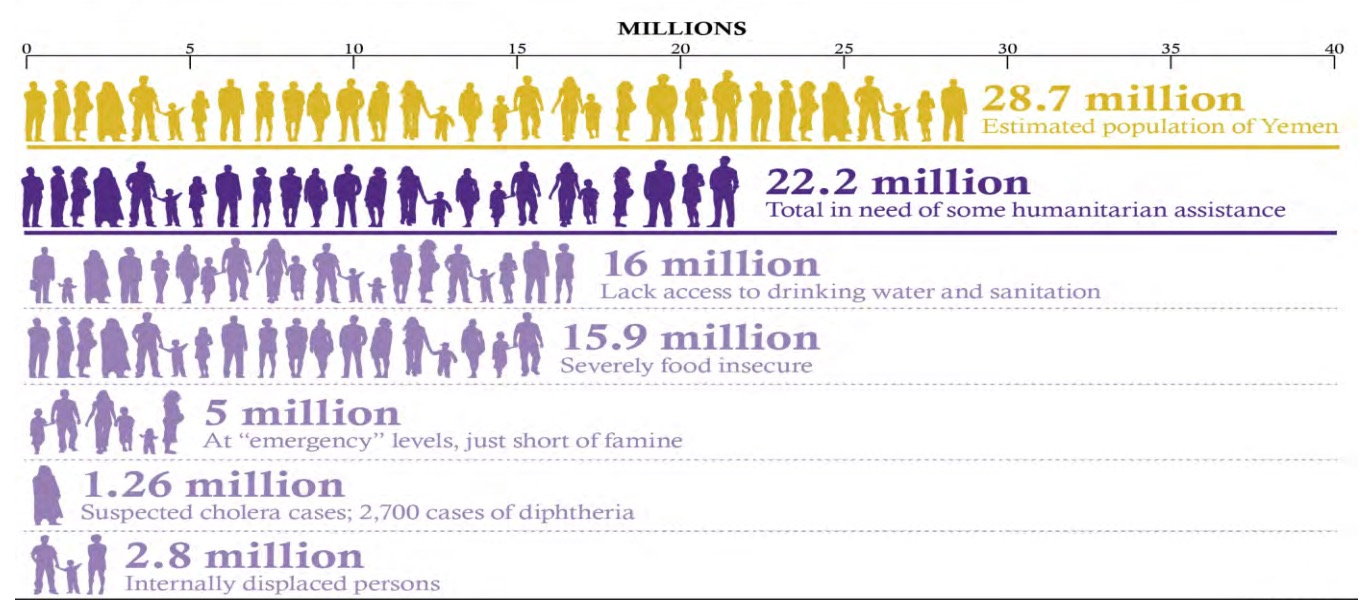 MILLIONS
0 5 10 15 20 25 30 35 40
28.7 million
Estimated population of Yemen
22.2 million
Total in need of some humanitarian assistance
16 million
Lack access to drinking water and sanitation
15.9 million
Severely food insecure
5 million
At “emergency” levels, just short of famine
1.26 million
Suspected cholera cases; 2,700 cases of diphtheria
2.8 million
Internally displaced persons